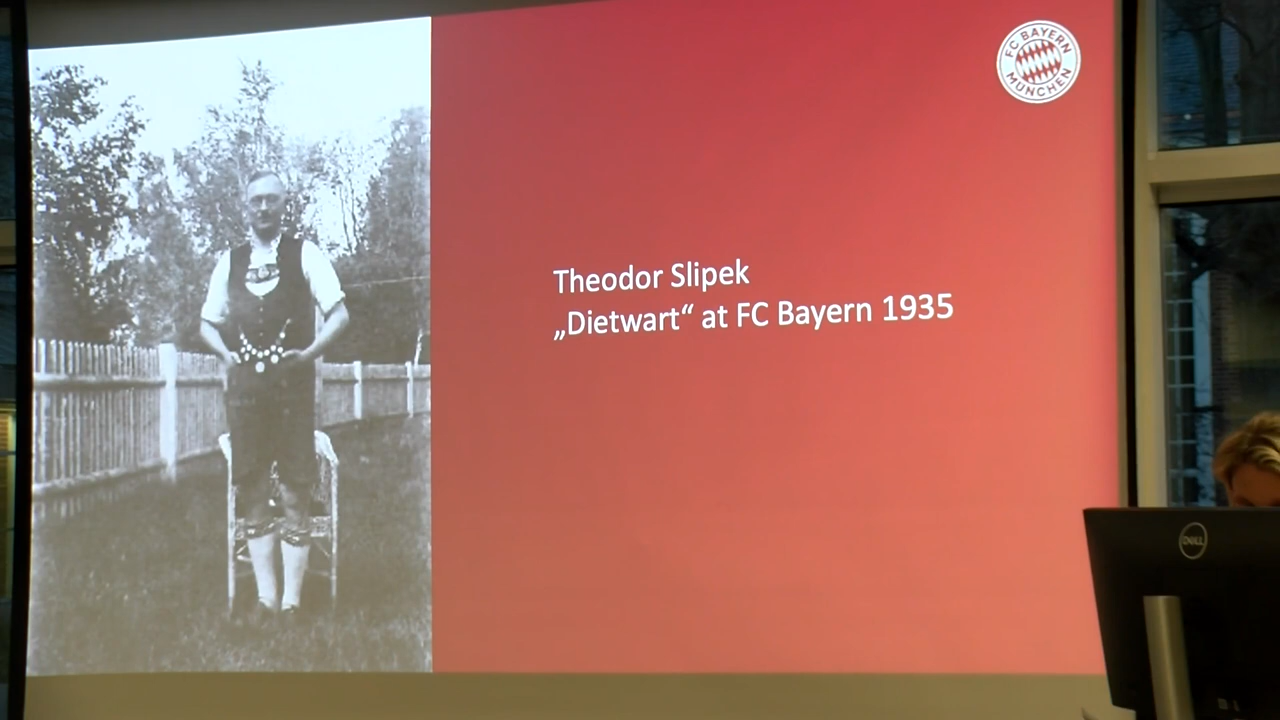 FC BAYERN
MÜNCHEN
Theodor Slipek
„Dietwart“ at FC Bayern 1935
DELL